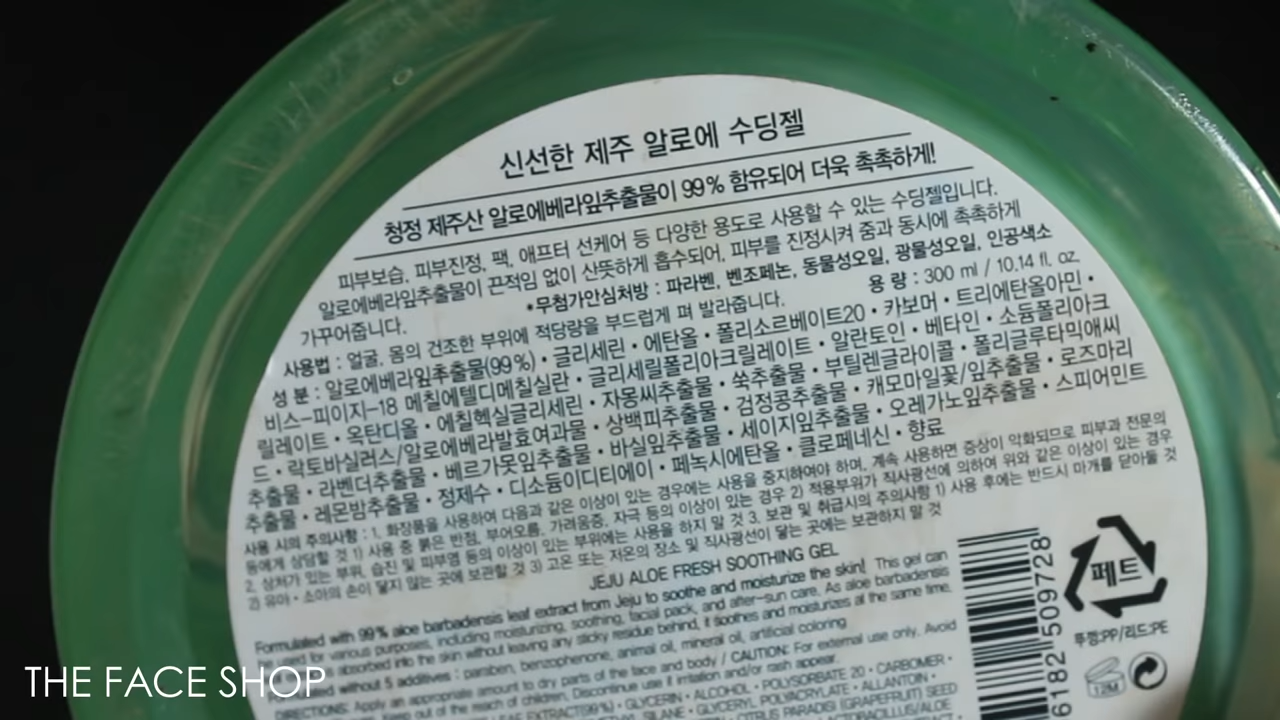 신선한 제주 알로에 수딩젤
청정 제주산 알로에베라잎추출물이 99% 함유되어 더욱 촉촉하게!
피부보습, 피부진정, 팩, 애프터 선케어 등 다양한 용도로 사용할 수 있는 수딩젤입니다.
알로에베라잎추출물이 끈적임 없이 산뜻하게 흡수되어, 피부를 진정시켜 줌과 동시에 촉촉하게
가꾸어줍니다. •무첨가안심처방 : 파라벤, 벤조페논, 동물성오일, 광물성오일, 인공색소
사용법 : 얼굴, 몸의 건조한 부위에 적당량을 부드럽게 펴 발라줍니다. 용량 : 300 ml / 10.14 fl. oz.
성 분 : 알로에베라잎추출물(99%) • 글리세린 • 에탄올 • 폴리소르베이트20 • 카보머 • 트리에탄올아민 •
비스-피이지-18 메칠에텔디메칠실란 • 글리세릴폴리아크릴레이트 • 알란토인 • 베타인 • 소듐폴리아크
릴레이트 • 옥탄디올 • 에칠헥실글리세린 • 자몽씨추출물 • 쑥추출물 • 부틸렌글라이콜 • 폴리글루타믹애씨
드 • 락토바실러스/알로에베라발효여과물 • 상백피추출물 • 검정콩추출물 • 캐모마일꽃/잎추출물 • 로즈마리
추출물 • 라벤더추출물 • 베르가못잎추출물 • 바실잎추출물 • 세이지잎추출물 • 오레가노잎추출물 • 스피어민트
추출물 • 레몬밤추출물 • 정제수 • 디소듐이디티에이 • 페녹시에탄올 • 클로페네신 • 향료
사용 시의 주의사항 : 1. 화장품을 사용하여 다음과 같은 이상이 있는 경우에는 사용을 중지하여야 하며, 계속 사용하면 증상이 악화되므로 피부과 전문의
등에게 상담할 것 1) 사용 중 붉은 반점, 부어오름, 가려움증, 자극 등의 이상이 있는 경우 2) 적용부위가 직사광선에 의하여 위와 같은 이상이 있는 경우
2. 상처가 있는 부위, 습진 및 피부염 등의 이상이 있는 부위에는 사용을 하지 말 것 3. 보관 및 취급시의 주의사항 1) 사용 후에는 반드시 마개를 닫아둘 것
2) 유아 • 소아의 손이 닿지 않는 곳에 보관할 것 3) 고온 또는 저온의 장소 및 직사광선이 닿는 곳에는 보관하지 말 것
JEJU ALOE FRESH SOOTHING GEL
Formulated with 99% aloe barbadensis leaf extract from Jeju to soothe and moisturize the skin! This gel can
for various purposes, including moisturizing, soothing, facial pack, and after-sun care. As aloe barbadensis
absorbed into the skin without leaving any sticky residue behind, it soothes and moisturizes at the same time.
without 5 additives : paraben, benzophenone, animal oil, mineral oil, artificial coloring
DIRECTIONS: Apply an appropriate amount to dry parts of the face and body / CAUTION: For external use only. Avoid
Keep out of the reach of children. Discontinue use if irritation and/or rash appear.
EXTRACT(99%) • GLYCERIN • ALCOHOL • POLYSORBATE 20 • CARBOMER •
SILANE • GLYCERYL POLYACRYLATE • ALLANTOIN •
CITRUS PARADISI (GRAPEFRUIT) SEED
LACTOBACILLUS/ALOE
6182 509728
페트
뚜껑:PP/리드:PE
12M
THE FACE SHOP